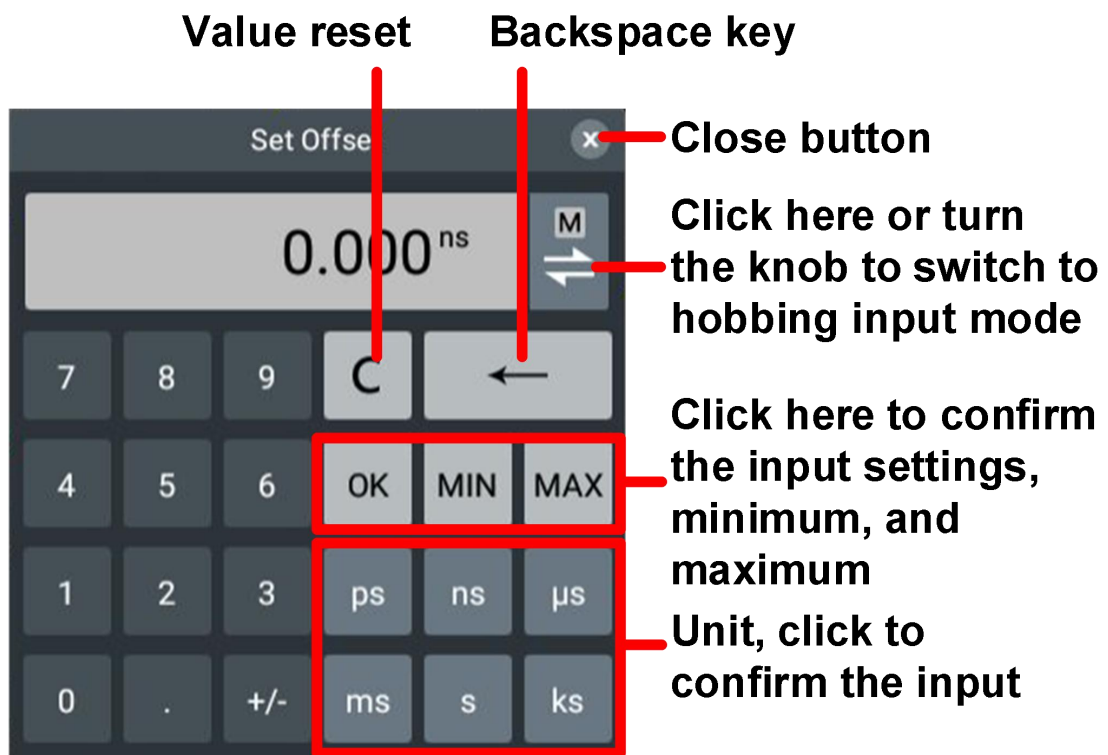 Value reset Backspace key
Set Offse
Close button
0.000 ns
M
Click here or turn
the knob to switch to
hobbing input mode
7 8 9 C ←
4 5 6 OK MIN MAX
Click here to confirm
the input settings,
minimum, and
maximum
1 2 3 ps ns µs
Unit, click to
confirm the input
0 . +/- ms s ks